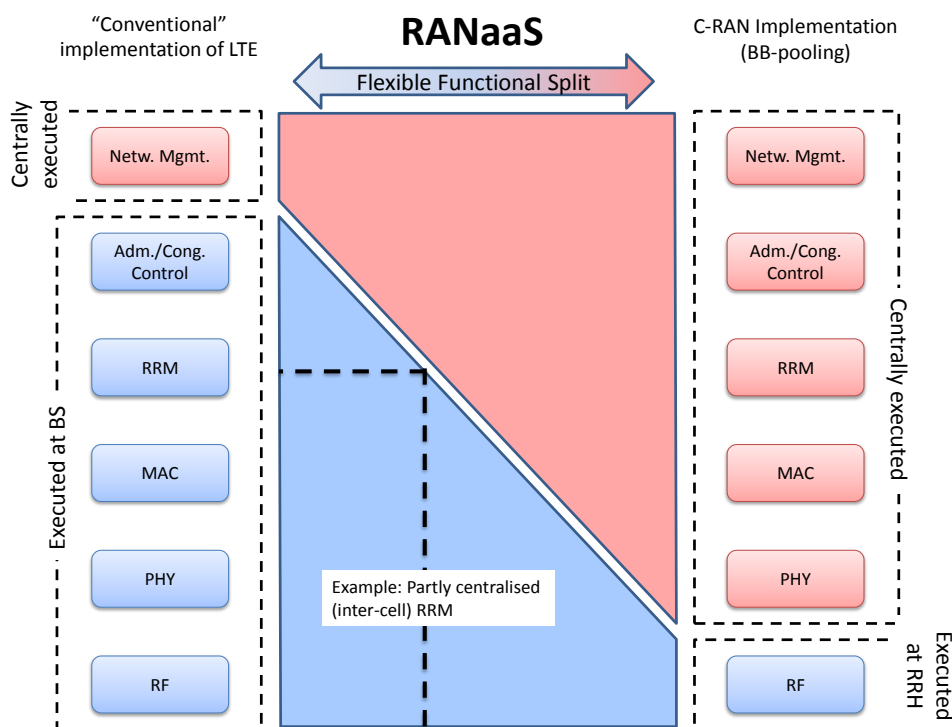 “Conventional”
implementation of LTE
RANaaS
C-RAN Implementation
(BB-pooling)
Flexible Functional Split
Centrally
executed
Netw. Mgmt.
Netw. Mgmt.
Executed at BS
Adm./Cong.
Control
Adm./Cong.
Control
Centrally executed
RRM
RRM
MAC
MAC
PHY
PHY
Example: Partly centralised
(inter-cell) RRM
RF
RF
Executed
at RRH